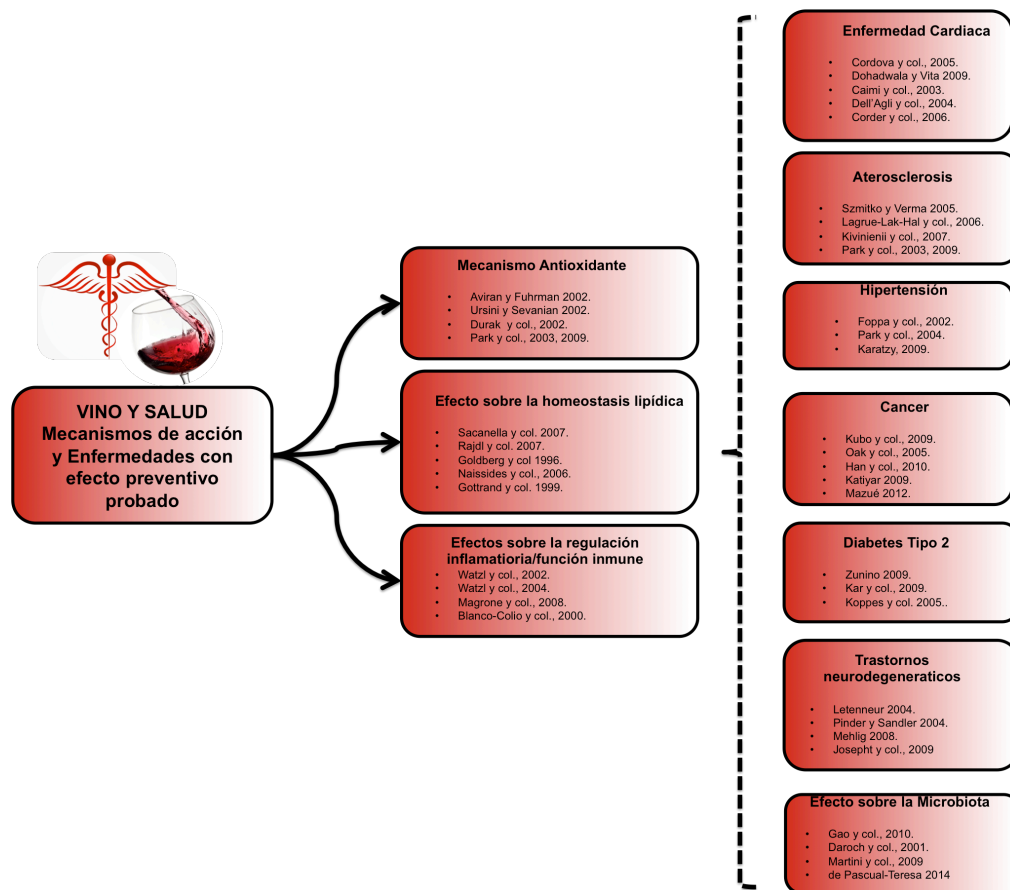 VINO Y SALUD
Mecanismos de acción
y Enfermedades con
efecto preventivo
probado
Mecanismo Antioxidante
• Aviran y Fuhrman 2002.
• Ursini y Sevanian 2002.
• Durak y col., 2002.
• Park y col., 2003, 2009.
Efecto sobre la homeostasis lipídica
• Sacanella y col. 2007.
• Rajdl y col. 2007.
• Goldberg y col 1996.
• Naissides y col., 2006.
• Gottrand y col. 1999.
Efectos sobre la regulación
inflamatioria/función inmune
• Watzl y col., 2002.
• Watzl y col., 2004.
• Magrone y col., 2008.
• Blanco-Colio y col., 2000.
Enfermedad Cardiaca
• Cordova y col., 2005.
• Dohadwala y Vita 2009.
• Caimi y col., 2003.
• Dell'Agli y col., 2004.
• Corder y col., 2006.
Aterosclerosis
• Szmitko y Verma 2005.
• Lagrue-Lak-Hal y col., 2006.
• Kivinienii y col., 2007.
• Park y col., 2003, 2009.
Hipertensión
• Foppa y col., 2002.
• Park y col., 2004.
• Karatzy, 2009.
Cancer
• Kubo y col., 2009.
• Oak y col., 2005.
• Han y col., 2010.
• Katiyar 2009.
• Mazué 2012.
Diabetes Tipo 2
• Zunino 2009.
• Kar y col., 2009.
• Koppes y col. 2005..
Trastornos
neurodegeneraticos
• Letenneur 2004.
• Pinder y Sandler 2004.
• Mehlig 2008.
• Josepht y col., 2009
Efecto sobre la Microbiota
• Gao y col., 2010.
• Daroch y col., 2001.
• Martini y col., 2009
• de Pascual-Teresa 2014